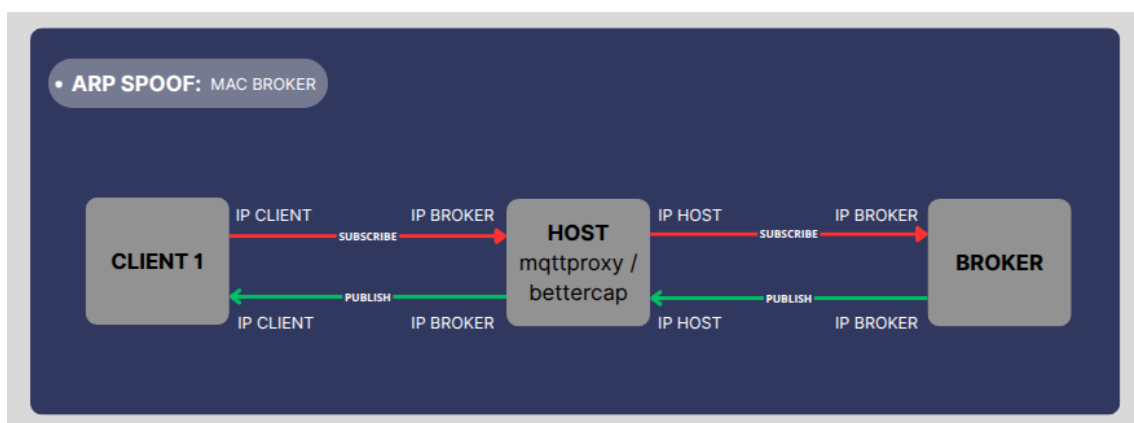 • ARP SPOOF: MAC BROKER
IP CLIENT IP BROKER IP HOST IP BROKER
SUBSCRIBE SUBSCRIBE
CLIENT 1
HOST
mqttproxy /
bettercap
BROKER
PUBLISH PUBLISH
IP CLIENT IP BROKER IP HOST IP BROKER